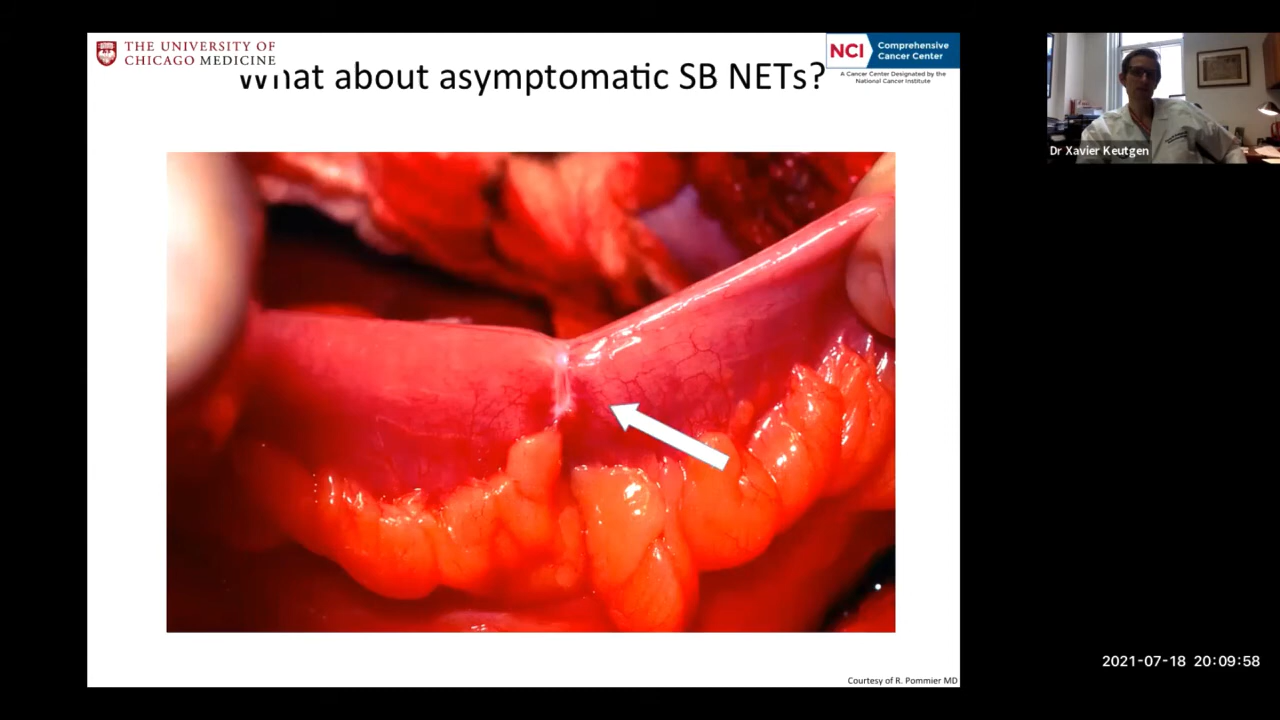 THE UNIVERSITY OF
CHICAGO MEDICINE
NCI
Comprehensive
Cancer Center
A Cancer Center Designated by the
National Cancer Institute
What about asymptomatic SB NETs?
Dr Xavier Keutgen
2021-07-18 20:09:58
Courtesy of R. Pommier MD